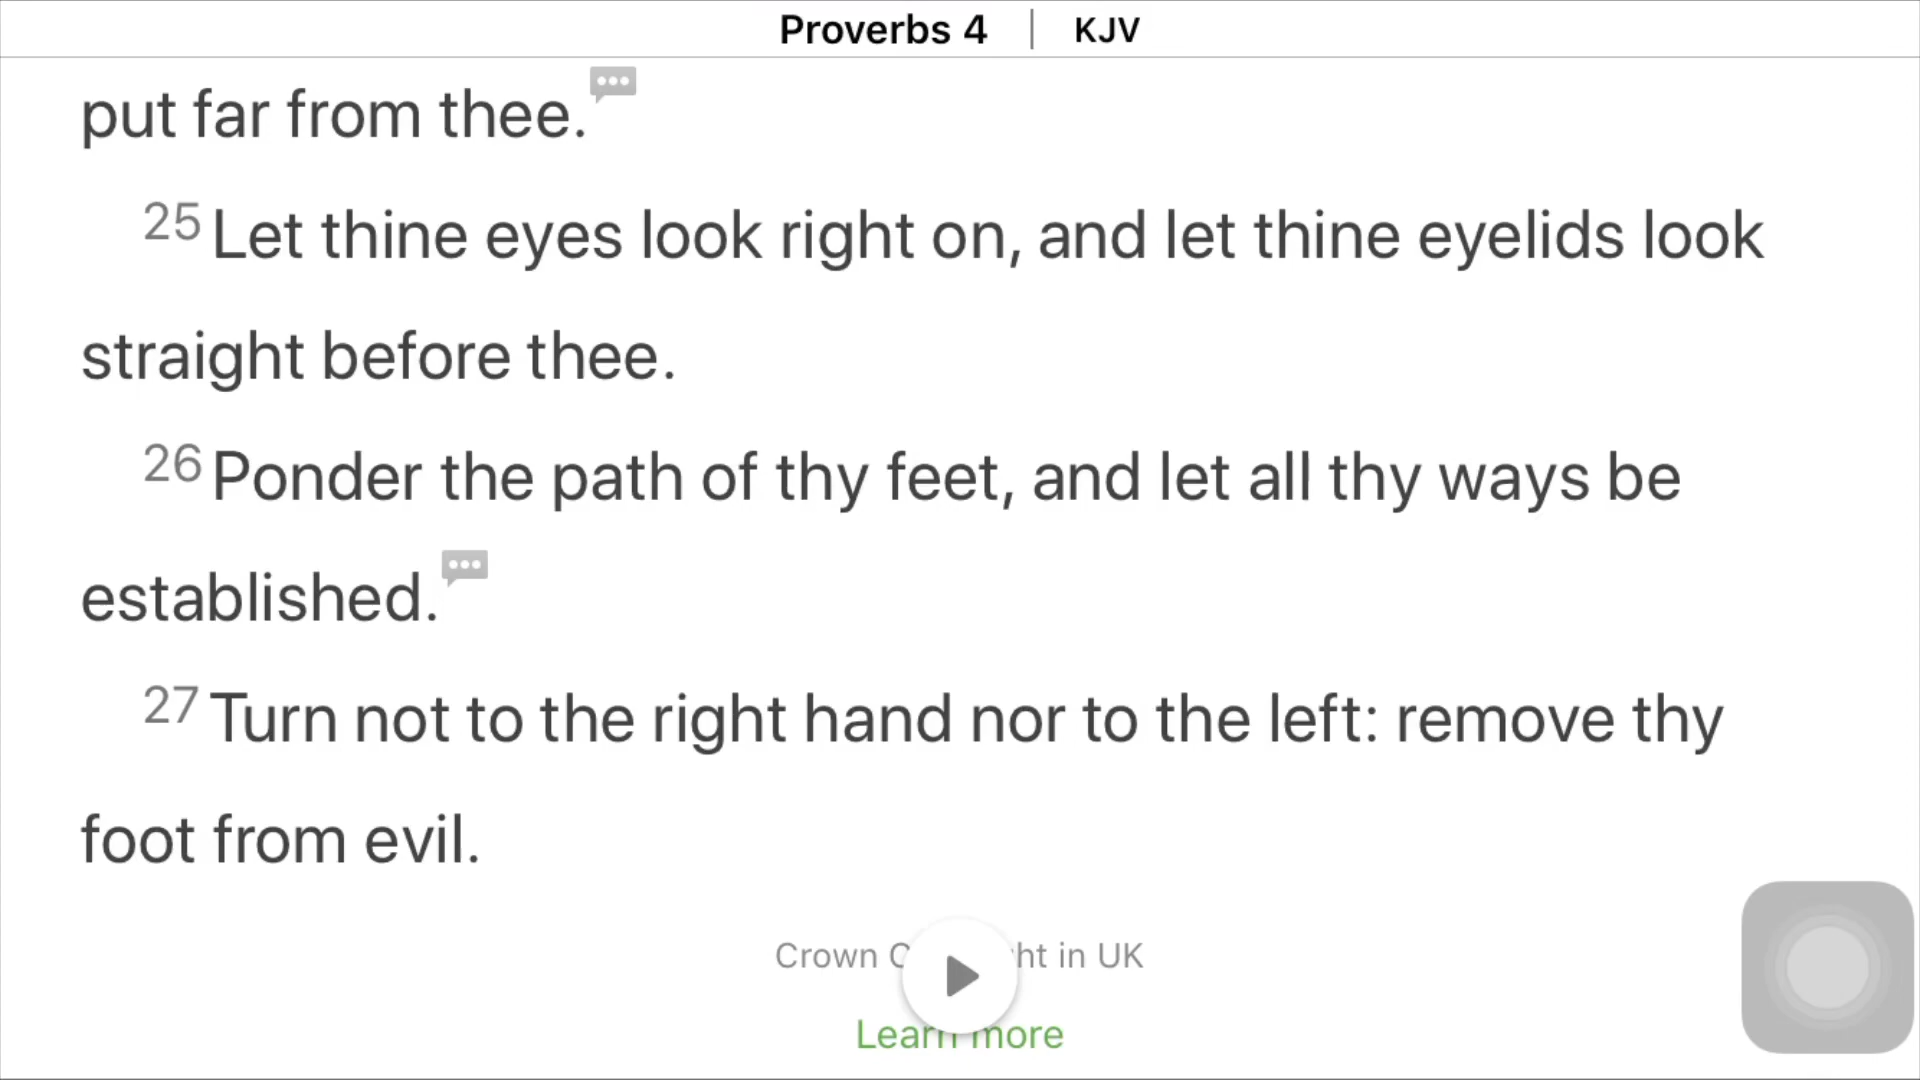 Proverbs 4 | KJV
put far from thee.
25 Let thine eyes look right on, and let thine eyelids look
straight before thee.
26 Ponder the path of thy feet, and let all thy ways be
established.
27 Turn not to the right hand nor to the left: remove thy
foot from evil.
Crown in UK
Learn more